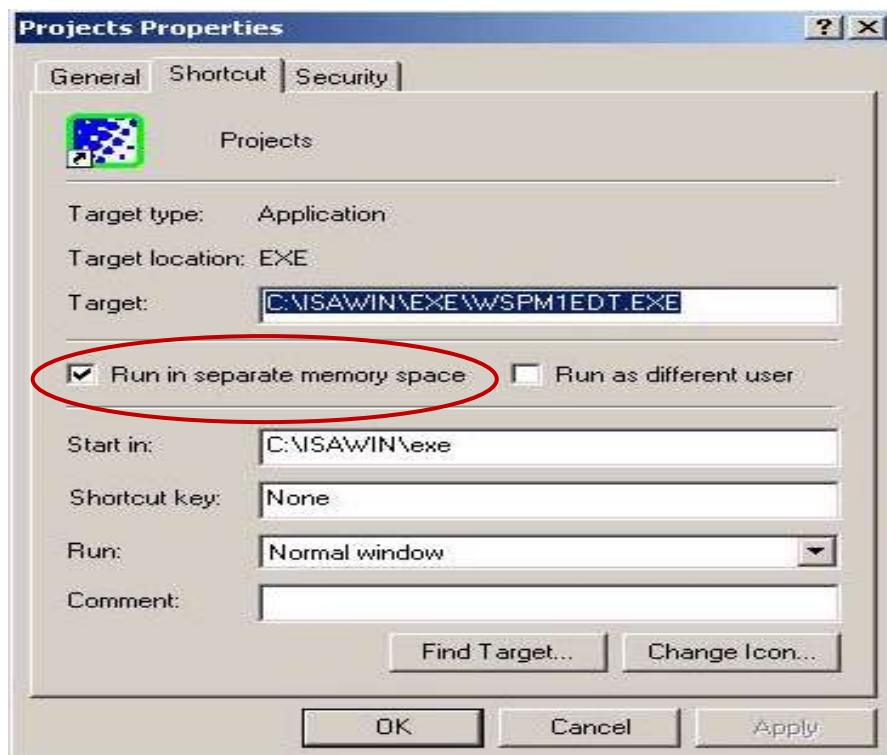 Projects Properties
General Shortcut Security
Projects
Target type: Application
Target location: EXE
Target: C:\ISAWIN\EXE\WSPM1EDT.EXE
Run in separate memory space Run as different user
Start in: C:\ISAWIN\exe
Shortcut key: None
Run: Normal window
Comment:
Find Target... Change Icon...
OK Cancel Apply